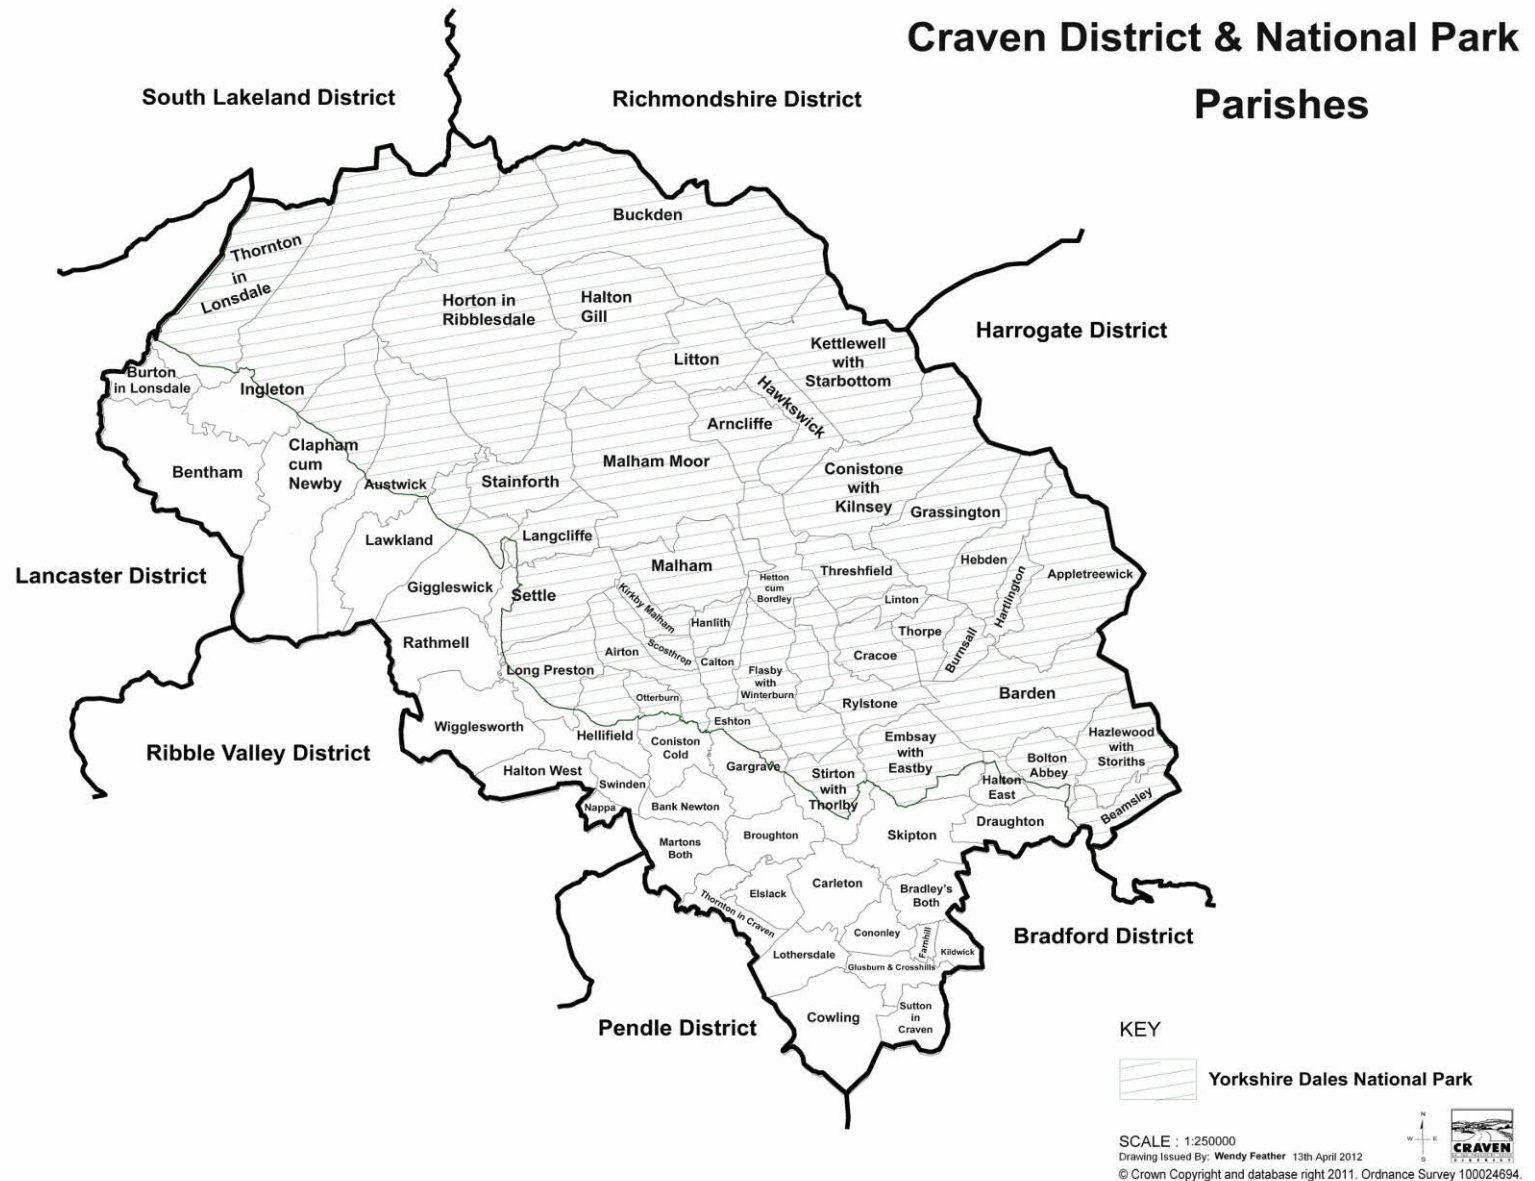 Craven District & National Park
Parishes
South Lakeland District
Richmondshire District
Buckden
Thornton
in
Lonsdale
Horton in
Ribblesdale
Halton
Gill
Harrogate District
Kettlewell
with
Starbottom
Litton
Burton
in Lonsdale
Ingleton
Hawkswick
Arncliffe
Clapham
cum
Newby
Bentham
Austwick
Stainforth
Malham Moor
Conistone
with
Kilnsey
Grassington
Lawkland
Langcliffe
Lancaster District
Giggleswick
Settle
Malham
Hetton
cum
Bordley
Threshfield
Hebden
Hartlington
Appletreewick
Kirkby Malham
Hanlith
Linton
Thorpe
Burnsall
Rathmell
Airton
Scosthrop
Calton
Cracoe
Long Preston
Flasby
with
Winterburn
Otterburn
Rylstone
Barden
Wigglesworth
Eshton
Hellifield
Coniston
Cold
Embsay
with
Eastby
Hazlewood
with
Storiths
Ribble Valley District
Halton West
Gargrave
Stirton
with
Thorlby
Bolton
Abbey
Halton
East
Swinden
Nappa
Bank Newton
Beamsley
Draughton
Martons
Both
Broughton
Skipton
Elslack
Carleton
Bradley's
Both
Thornton in Craven
Cononley
Farnhill
Kildwick
Bradford District
Lothersdale
Glusburn & Crosshills
Cowling
Sutton
in
Craven
Pendle District
KEY
Yorkshire Dales National Park
SCALE : 1:250000
Drawing Issued By: Wendy Feather 13th April 2012
© Crown Copyright and database right 2011. Ordnance Survey 100024694.
N
W E
S
CRAVEN